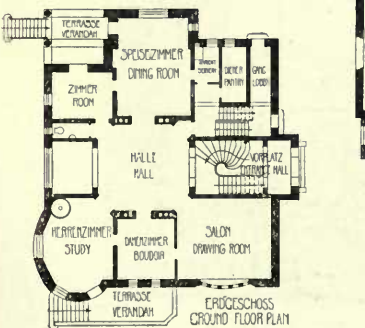 TERRASSE
VERANDAH
SPEISEZIMMER
DINING ROOM
ZIMMER
ROOM
DIENER
PANTRY
GANG
LOBBY
HALLE
HALL
VORPLATZ
ENTRANCE HALL
HERRENZIMMER
STUDY
DAMENZIMMER
BOUDOIR
SALON
DRAWING ROOM
TERRASSE
VERANDAH
ERDGESCHOSS
GROUND FLOOR PLAN